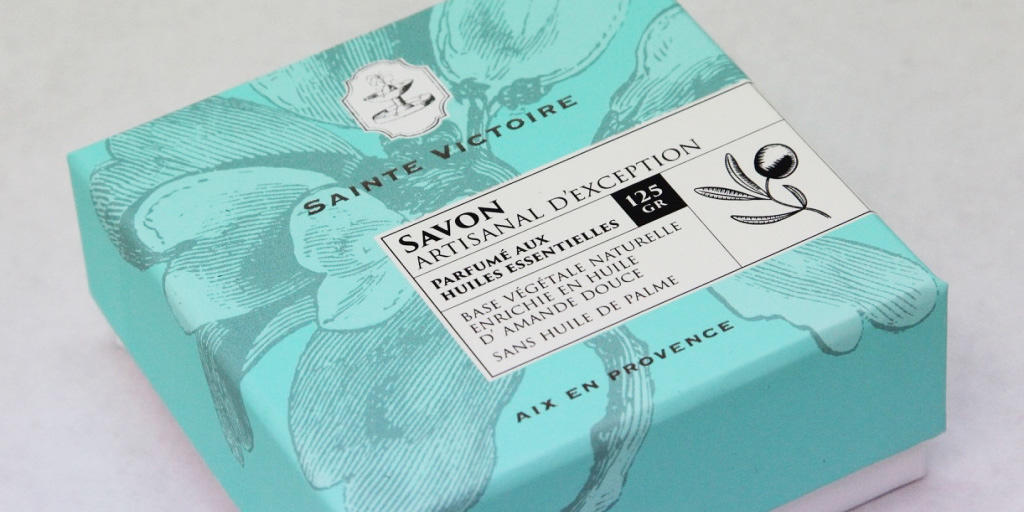 SAINTE VICTOIRE
SAVON
ARTISANAL D'EXCEPTION
PARFUMÉ AUX
HUILES ESSENTIELLES
125
GR
BASE VÉGÉTALE NATURELLE
ENRICHIE EN HUILE
D' AMANDE DOUCE
SANS HUILE DE PALME
AIX EN PROVENCE